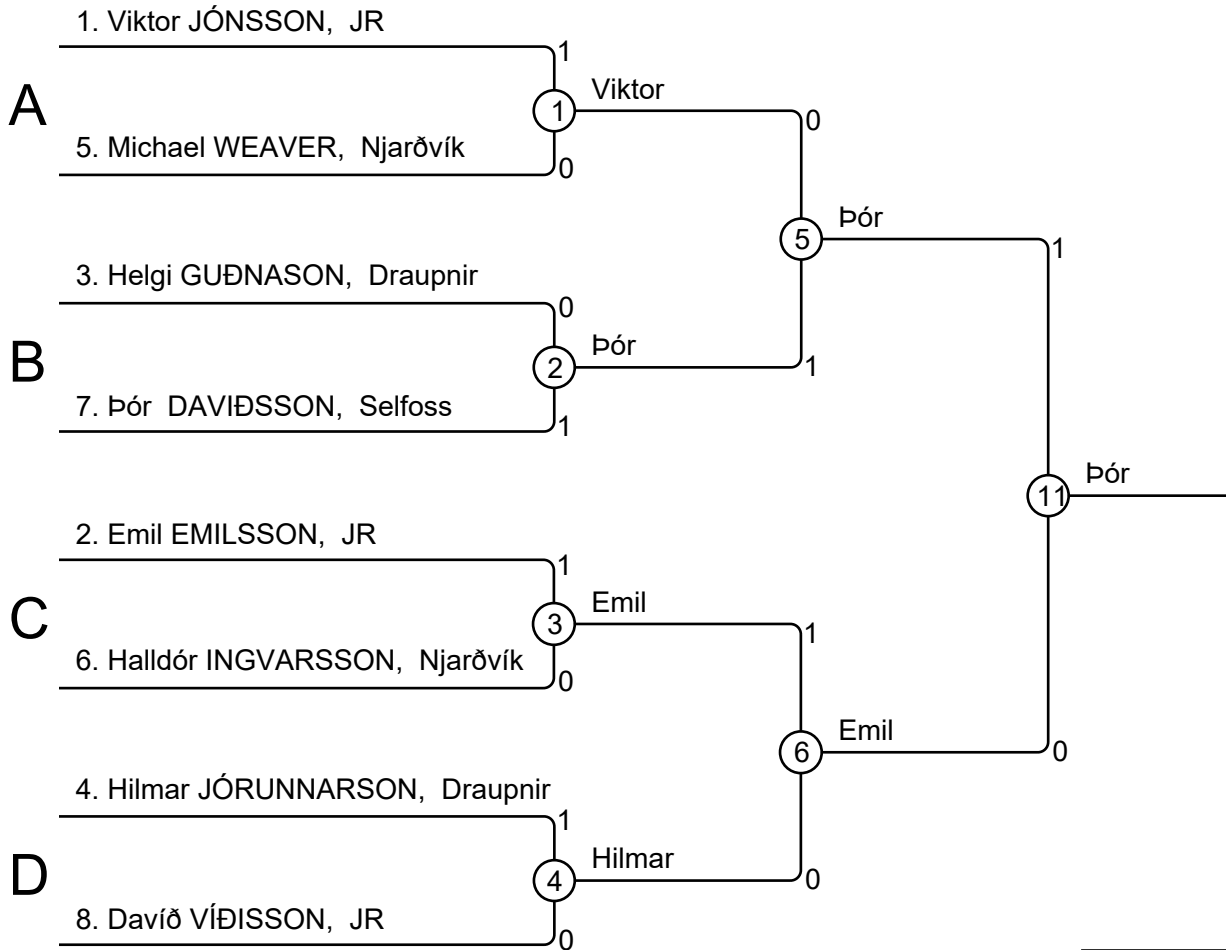 1. Viktor JÓNSSON, JR
1
A
1
Viktor
0
5. Michael WEAVER, Njarðvík
0
5
Þór
1
3. Helgi GUÐNASON, Draupnir
0
B
2
Þór
1
7. Þór DAVIÐSSON, Selfoss
1
11
Þór
2. Emil EMILSSON, JR
1
C
3
Emil
1
6. Halldór INGVARSSON, Njarðvík
0
6
Emil
0
4. Hilmar JÓRUNNARSON, Draupnir
1
D
4
Hilmar
0
8. Davíð VÍÐISSON, JR
0